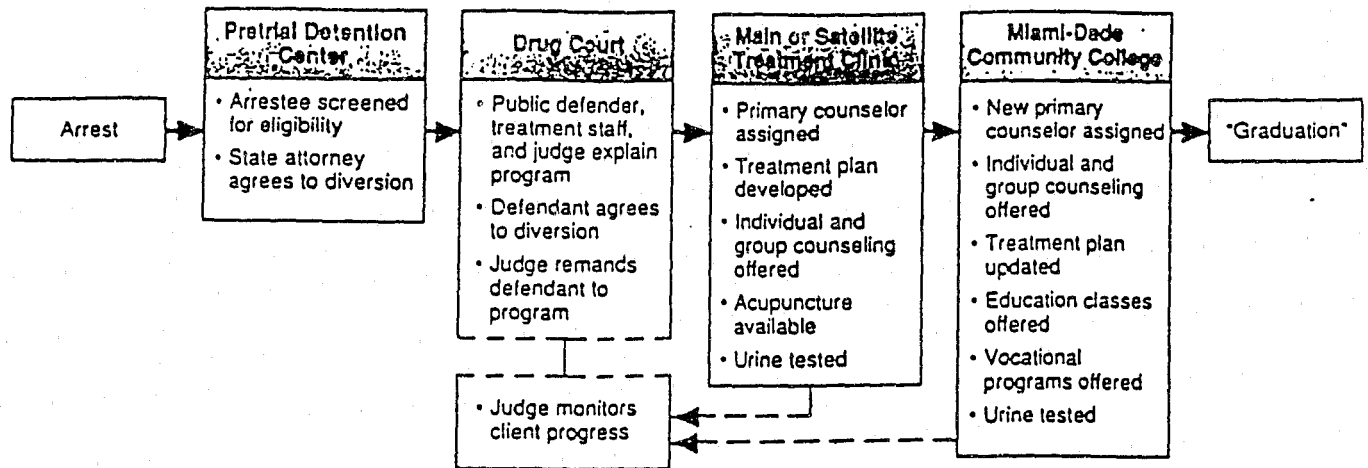 Arrest
Pretrial Detention
Center
• Arrestee screened
for eligibility
• State attorney
agrees to diversion
Drug Court
• Public defender,
treatment staff,
and judge explain
program
• Defendant agrees
to diversion
• Judge remands
defendant to
program
• Judge monitors
client progress
Main or Satellite
Treatment Clinic
• Primary counselor
assigned
• Treatment plan
developed
• Individual and
group counseling
offered
• Acupuncture
available
• Urine tested
Miami-Dade
Community College
• New primary
counselor assigned
• Individual and
group counseling
offered
• Treatment plan
updated
• Education classes
offered
• Vocational
programs offered
• Urine tested
"Graduation"